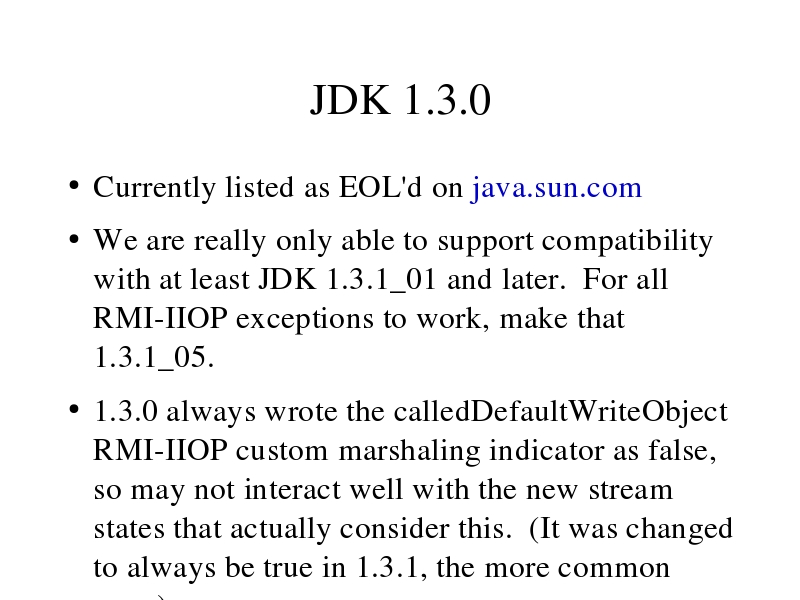 JDK 1.3.0
• Currently listed as EOL'd on java.sun.com
• We are really only able to support compatibility
with at least JDK 1.3.1_01 and later.  For all
RMI-IIOP exceptions to work, make that
1.3.1_05.
• 1.3.0 always wrote the calledDefaultWriteObject
RMI-IIOP custom marshaling indicator as false,
so may not interact well with the new stream
states that actually consider this.  (It was changed
to always be true in 1.3.1, the more common